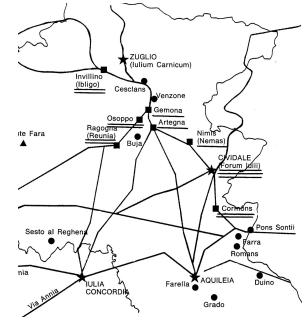 ZUGLIO
(Iulium Carnicum)
Invillino
(Ibligo)
Cesclans
Venzone
Gemona
Osoppo
Artegna
Nimis
(Nemas)
Ragogna
(Reunia)
Buja
te Fara
CIVIDALE
Forum Iulii)
Cormons
Pons Sontii
Farra
Romans
Sesto al Reghena
Farella
AQUILEIA
Duino
Grado
IULIA
CONCORDIA
nia
Via Annia